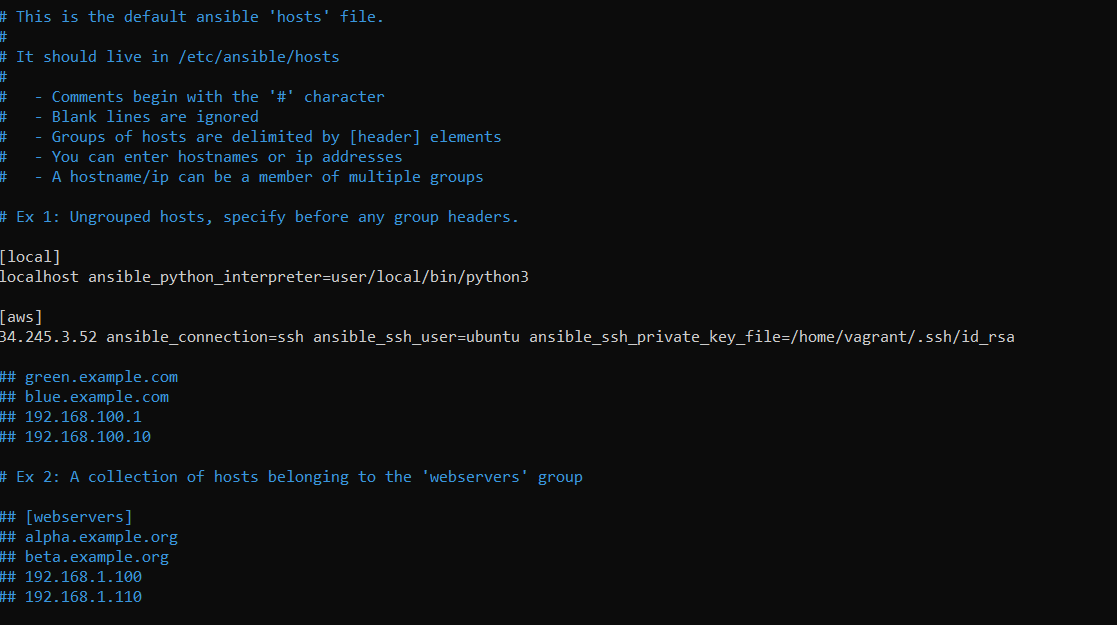 # This is the default ansible 'hosts' file.
#
# It should live in /etc/ansible/hosts
#
#   - Comments begin with the '#' character
#   - Blank lines are ignored
#   - Groups of hosts are delimited by [header] elements
#   - You can enter hostnames or ip addresses
#   - A hostname/ip can be a member of multiple groups
# Ex 1: Ungrouped hosts, specify before any group headers.
[local]
localhost ansible_python_interpreter=user/local/bin/python3
[aws]
34.245.3.52 ansible_connection=ssh ansible_ssh_user=ubuntu ansible_ssh_private_key_file=/home/vagrant/.ssh/id_rsa
## green.example.com
## blue.example.com
## 192.168.100.1
## 192.168.100.10
# Ex 2: A collection of hosts belonging to the 'webservers' group
## [webservers]
## alpha.example.org
## beta.example.org
## 192.168.1.100
## 192.168.1.110